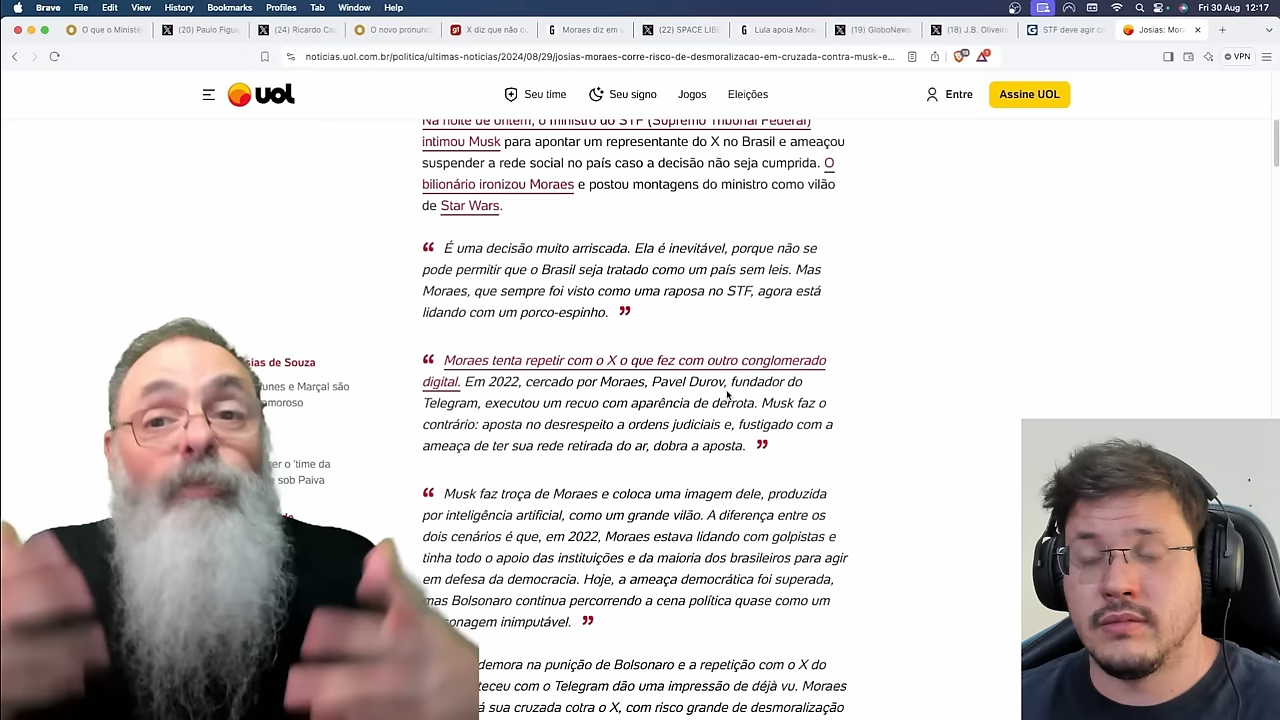 Brave File Edit View History Bookmarks Profiles Tab Window Help Fri 30 Aug 12:17
O que o Ministé (20) Paulo Figue (24) Ricardo Ca O novo pronunc X diz que não cu Moraes diz em v (22) SPACE LIBE Lula apoia Mora (19) GloboNews (18) J.B. Oliveira STF deve agir co Josias: Mora
noticias.uol.com.br/politica/ultimas-noticias/2024/08/29/josias-moraes-corre-risco-de-desmoralizacao-em-cruzada-contra-musk-e... VPN
UOL Seu time Seu signo Jogos Eleições Entre Assine UOL
Na noite de ontem, o ministro do STF (Supremo Tribunal Federal)
intimou Musk para apontar um representante do X no Brasil e ameaçou
suspender a rede social no país caso a decisão não seja cumprida. O
bilionário ironizou Moraes e postou montagens do ministro como vilão
de Star Wars.
“ É uma decisão muito arriscada. Ela é inevitável, porque não se
pode permitir que o Brasil seja tratado como um país sem leis. Mas
Moraes, que sempre foi visto como uma raposa no STF, agora está
lidando com um porco-espinho. ”
“ Moraes tenta repetir com o X o que fez com outro conglomerado
digital. Em 2022, cercado por Moraes, Pavel Durov, fundador do
Telegram, executou um recuo com aparência de derrota. Musk faz o
contrário: aposta no desrespeito a ordens judiciais e, fustigado com a
ameaça de ter sua rede retirada do ar, dobra a aposta. ”
“ Musk faz troça de Moraes e coloca uma imagem dele, produzida
por inteligência artificial, como um grande vilão. A diferença entre os
dois cenários é que, em 2022, Moraes estava lidando com golpistas e
tinha todo o apoio das instituições e da maioria dos brasileiros para agir
em defesa da democracia. Hoje, a ameaça democrática foi superada,
mas Bolsonaro continua percorrendo a cena política quase como um
sonagem inimputável. ”
demora na punição de Bolsonaro e a repetição com o X do
teceu com o Telegram dão uma impressão de déjà vu. Moraes
á sua cruzada cotra o X, com risco grande de desmoralização
sias de Souza
unes e Marçal são
moroso
er o 'time da
sob Paiva